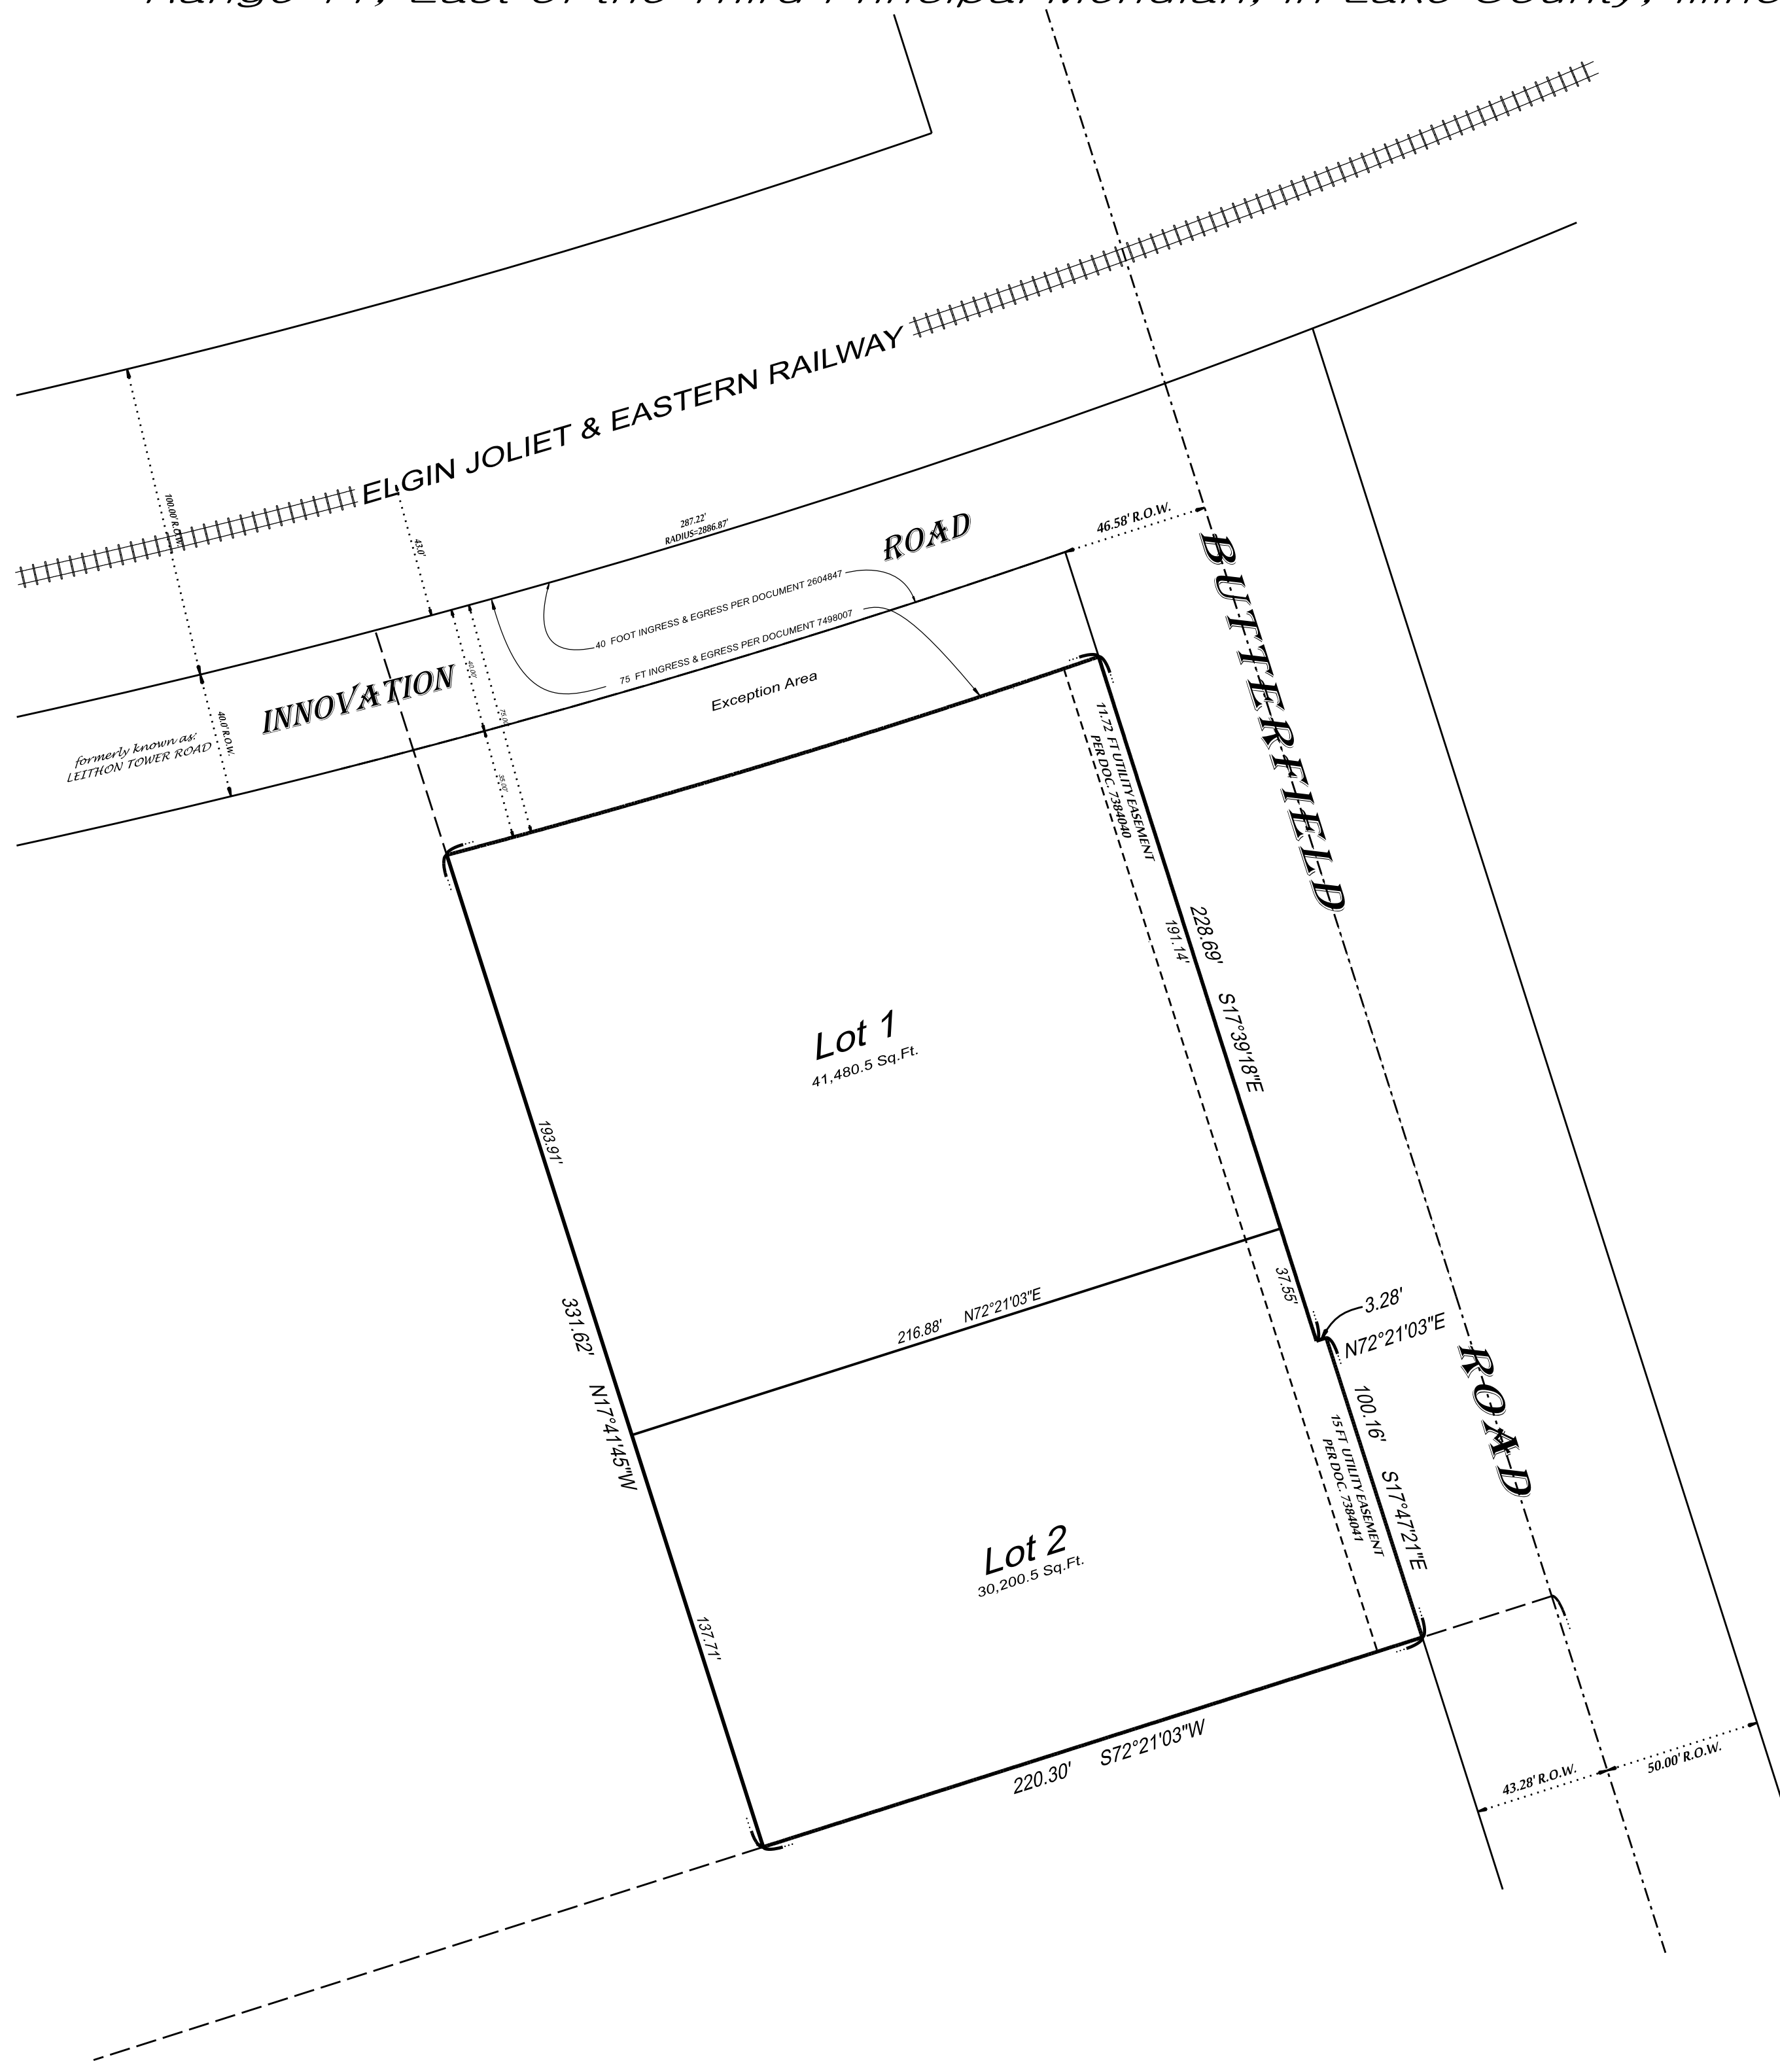 Range 11, East of the Third Principal Meridian, in Lake County,
ELGIN JOLIET & EASTERN RAILWAY
100.00' R.O.W.
43.0'
287.22'
RADIUS=2886.87'
ROAD
46.58' R.O.W.
40 FOOT INGRESS & EGRESS PER DOCUMENT 2604847
75 FT INGRESS & EGRESS PER DOCUMENT 7498007
Exception Area
INNOVATION
40.00'
75.00'
35.00'
40.0' R.O.W.
formerly known as:
LEITHON TOWER ROAD
BUTTERFIELD
11.72 FT UTILITY EASEMENT
PER DOC. 7384040
228.69' S17°39'18"E
191.14'
Lot 1
41,480.5 Sq.Ft.
193.91'
331.62' N17°41'45"W
216.88' N72°21'03"E
37.55'
3.28'
N72°21'03"E
ROAD
100.16' S17°47'21"E
15 FT UTILITY EASEMENT
PER DOC. 7384041
Lot 2
30,200.5 Sq.Ft.
137.71'
220.30' S72°21'03"W
43.28' R.O.W.
50.00' R.O.W.